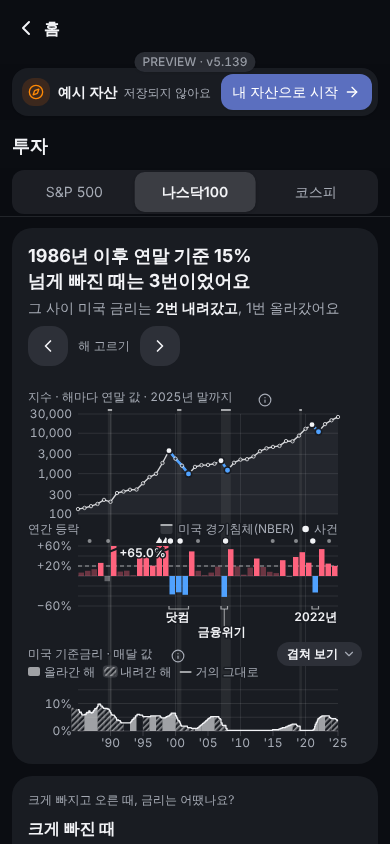 홈
PREVIEW · v5.139
예시 자산 저장되지 않아요
내 자산으로 시작 →
투자
S&P 500
나스닥100
코스피
1986년 이후 연말 기준 15%
넘게 빠진 때는 3번이었어요
그 사이 미국 금리는 2번 내려갔고, 1번 올라갔어요
해 고르기
지수 · 해마다 연말 값 · 2025년 말까지
30,000
10,000
3,000
1,000
300
100
연간 등락
미국 경기침체(NBER)
사건
+60%
+65.0%
+20%
−60%
닷컴
금융위기
2022년
미국 기준금리 · 매달 값
겹쳐 보기
올라간 해
내려간 해
거의 그대로
10%
0%
'90 '95 '00 '05 '10 '15 '20 '25
크게 빠지고 오른 때, 금리는 어땠나요?
크게 빠진 때